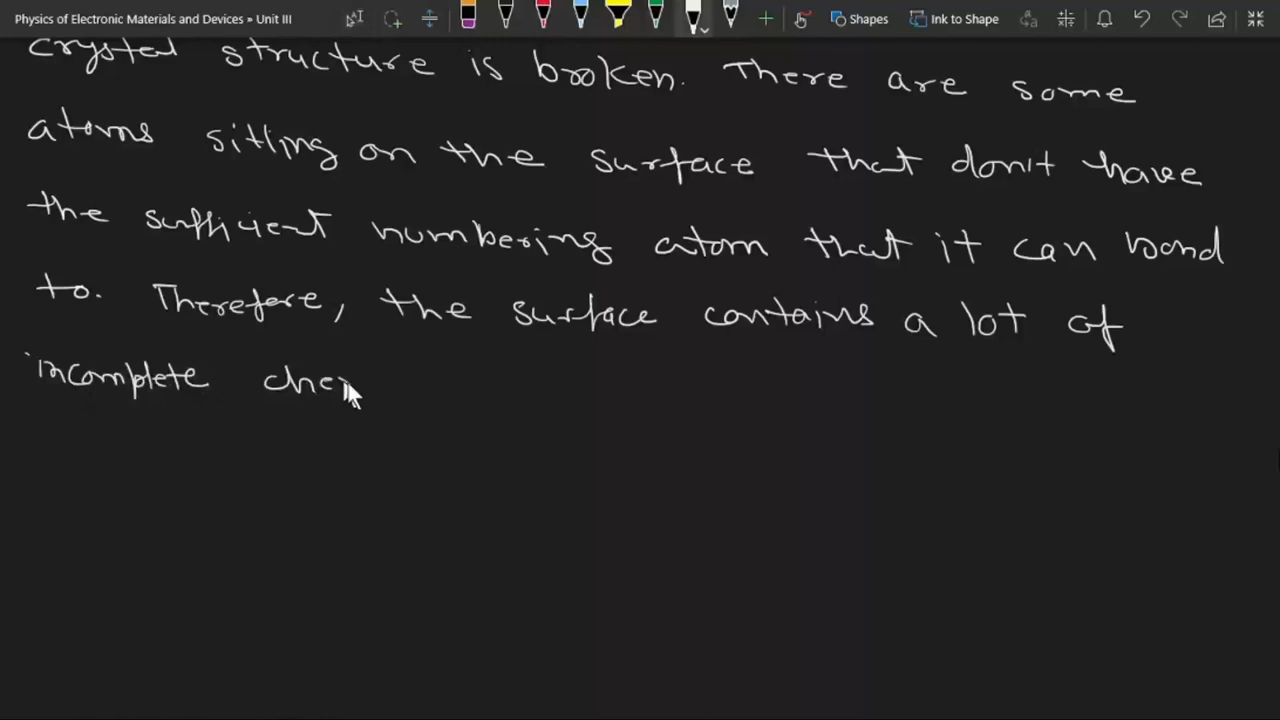 Physics of Electronic Materials and Devices » Unit III
Shapes
Ink to Shape
crystal structure is broken. There are some
atoms sitting on the surface that don't have
the sufficient numbering atom that it can bond
to. Therefore, the surface contains a lot of
incomplete che